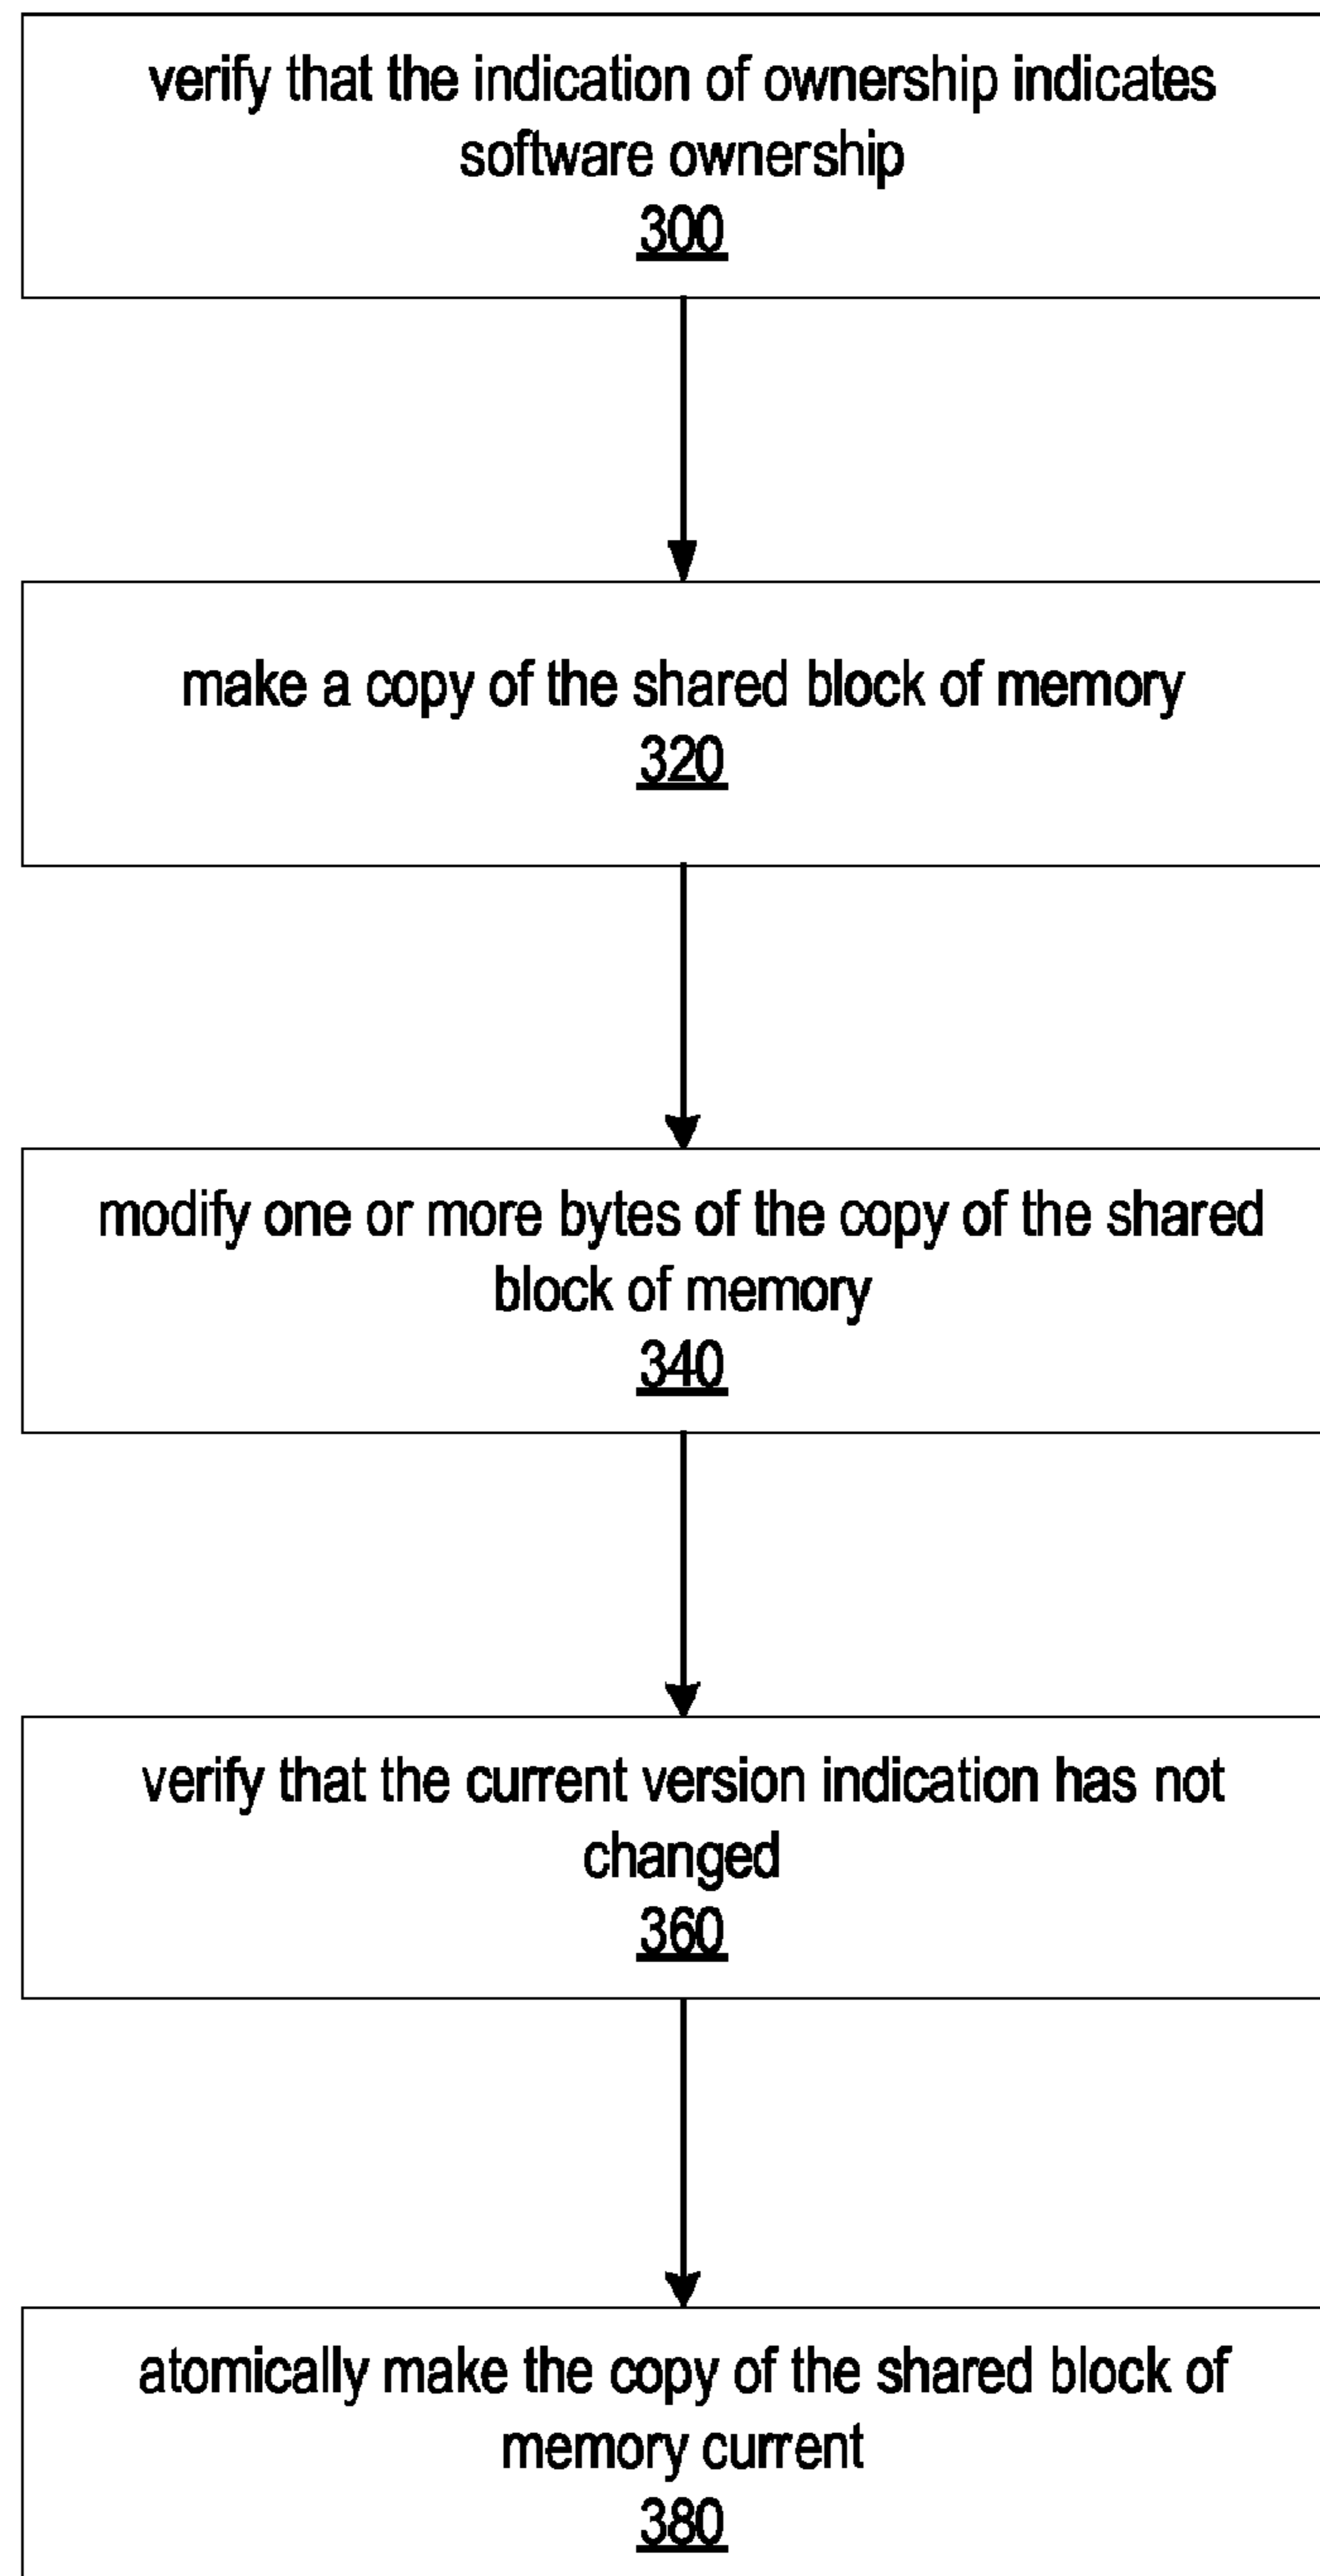 verify that the indication of ownership indicates
software ownership
300
make a copy of the shared block of memory
320
modify one or more bytes of the copy of the shared
block of memory
340
verify that the current version indication has not
changed
360
atomically make the copy of the shared block of
memory current
380